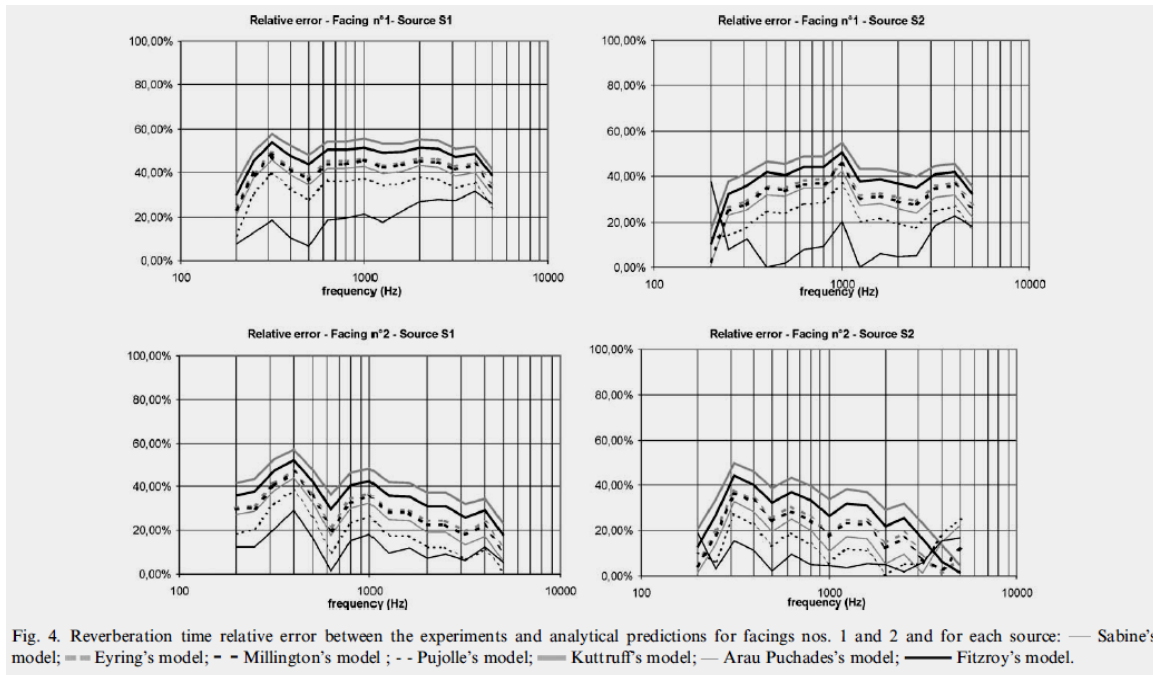 Relative error - Facing n°1- Source S1
100,00%
80,00%
60,00%
40,00%
20,00%
0,00%
100 1000 10000
frequency (Hz)
Relative error - Facing n°1 - Source S2
100,00%
80,00%
60,00%
40,00%
20,00%
0,00%
100 1000 10000
frequency (Hz)
Relative error - Facing n°2 - Source S1
100,00%
80,00%
60,00%
40,00%
20,00%
0,00%
100 1000 10000
frequency (Hz)
Relative error - Facing n°2 - Source S2
100,00%
80,00%
60,00%
40,00%
20,00%
0,00%
100 1000 10000
frequency (Hz)
Fig. 4. Reverberation time relative error between the experiments and analytical predictions for facings nos. 1 and 2 and for each source: — Sabine's
model; Eyring's model; Millington's model ; Pujolle's model; Kuttruff's model; — Arau Puchades's model; — Fitzroy's model.